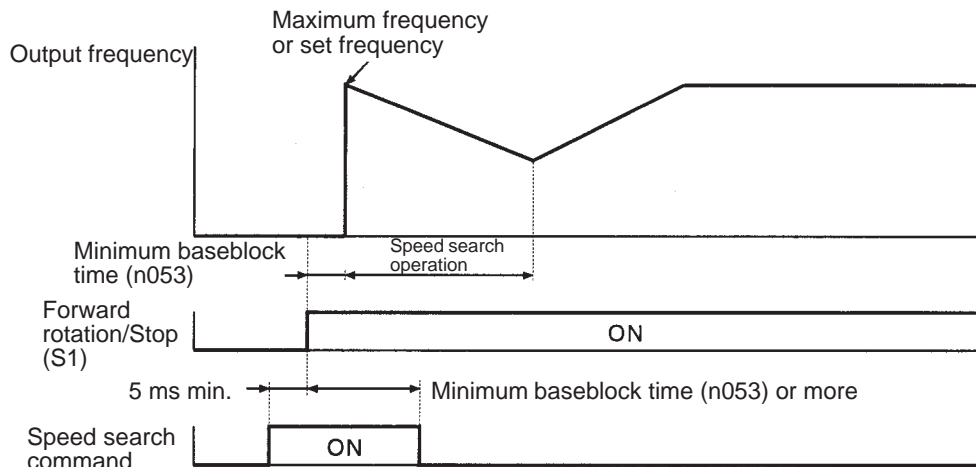 Maximum frequency
or set frequency
Output frequency
Minimum baseblock
time (n053)
Speed search
operation
Forward
rotation/Stop
(S1)
ON
5 ms min.
Minimum baseblock time (n053) or more
Speed search
command
ON